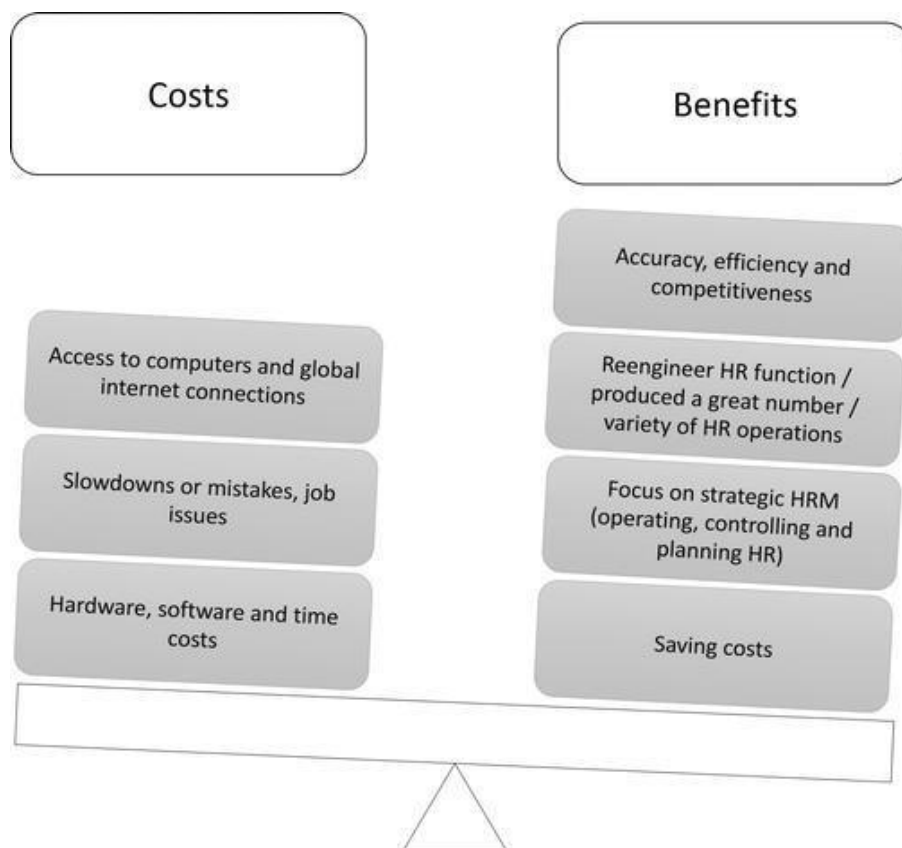 Costs
Benefits
Access to computers and global
internet connections
Slowdowns or mistakes, job
issues
Hardware, software and time
costs
Accuracy, efficiency and
competitiveness
Reengineer HR function /
produced a great number /
variety of HR operations
Focus on strategic HRM
(operating, controlling and
planning HR)
Saving costs